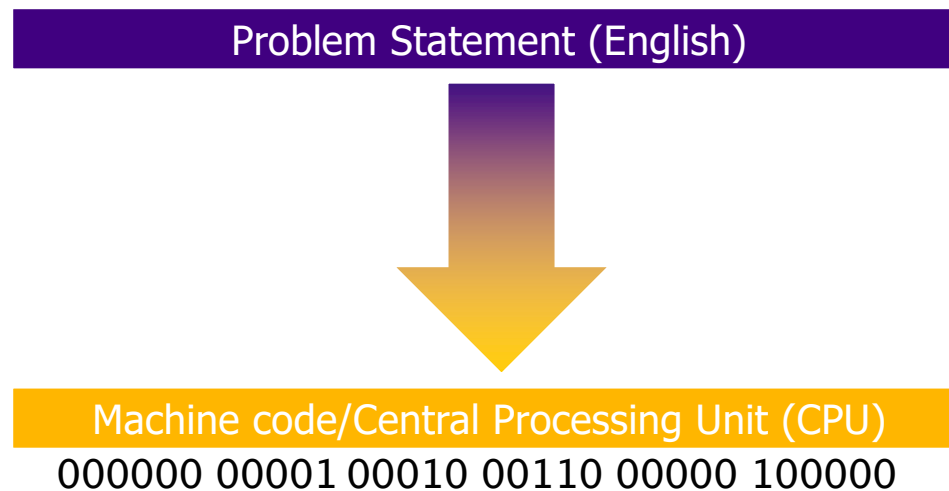 Problem Statement (English)
Machine code/Central Processing Unit (CPU)
000000 00001 00010 00110 00000 100000